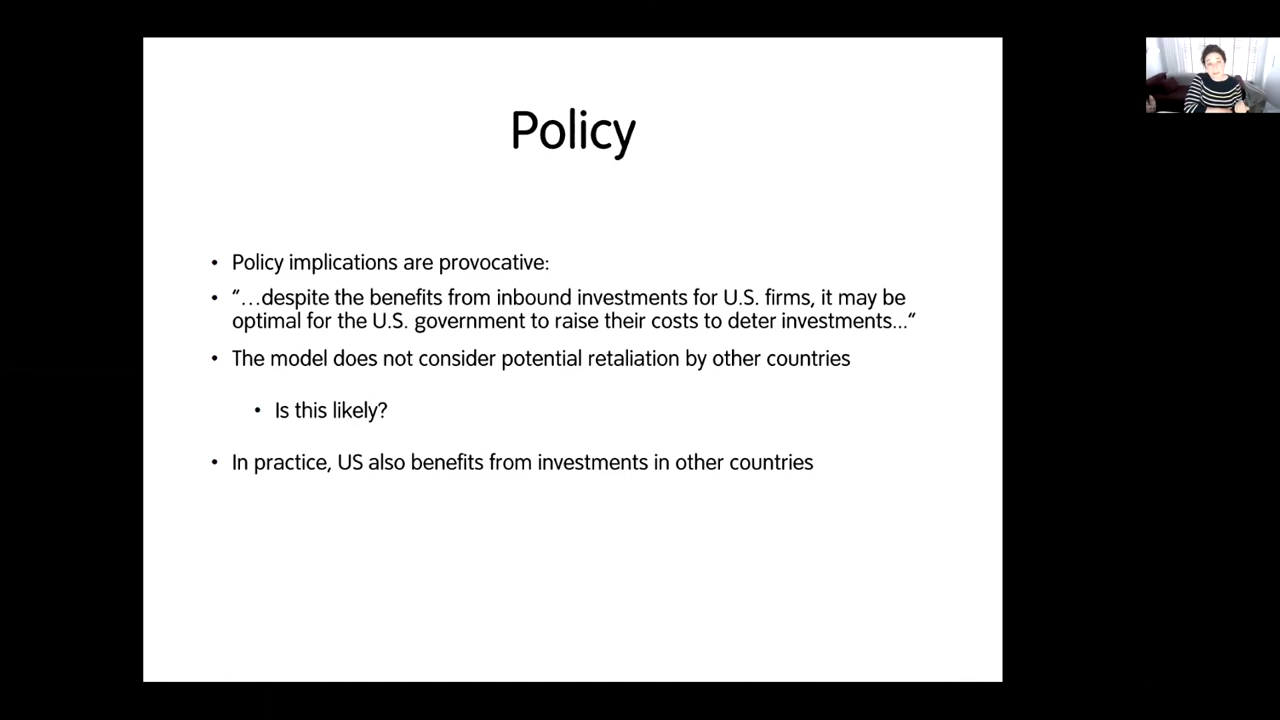 Policy
• Policy implications are provocative:
• “…despite the benefits from inbound investments for U.S. firms, it may be
optimal for the U.S. government to raise their costs to deter investments…“
• The model does not consider potential retaliation by other countries
• Is this likely?
• In practice, US also benefits from investments in other countries